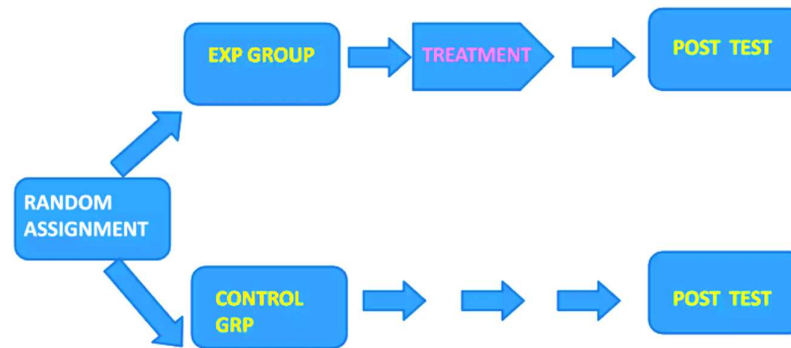 EXP GROUP
TREATMENT
POST TEST
RANDOM
ASSIGNMENT
CONTROL
GRP
POST TEST